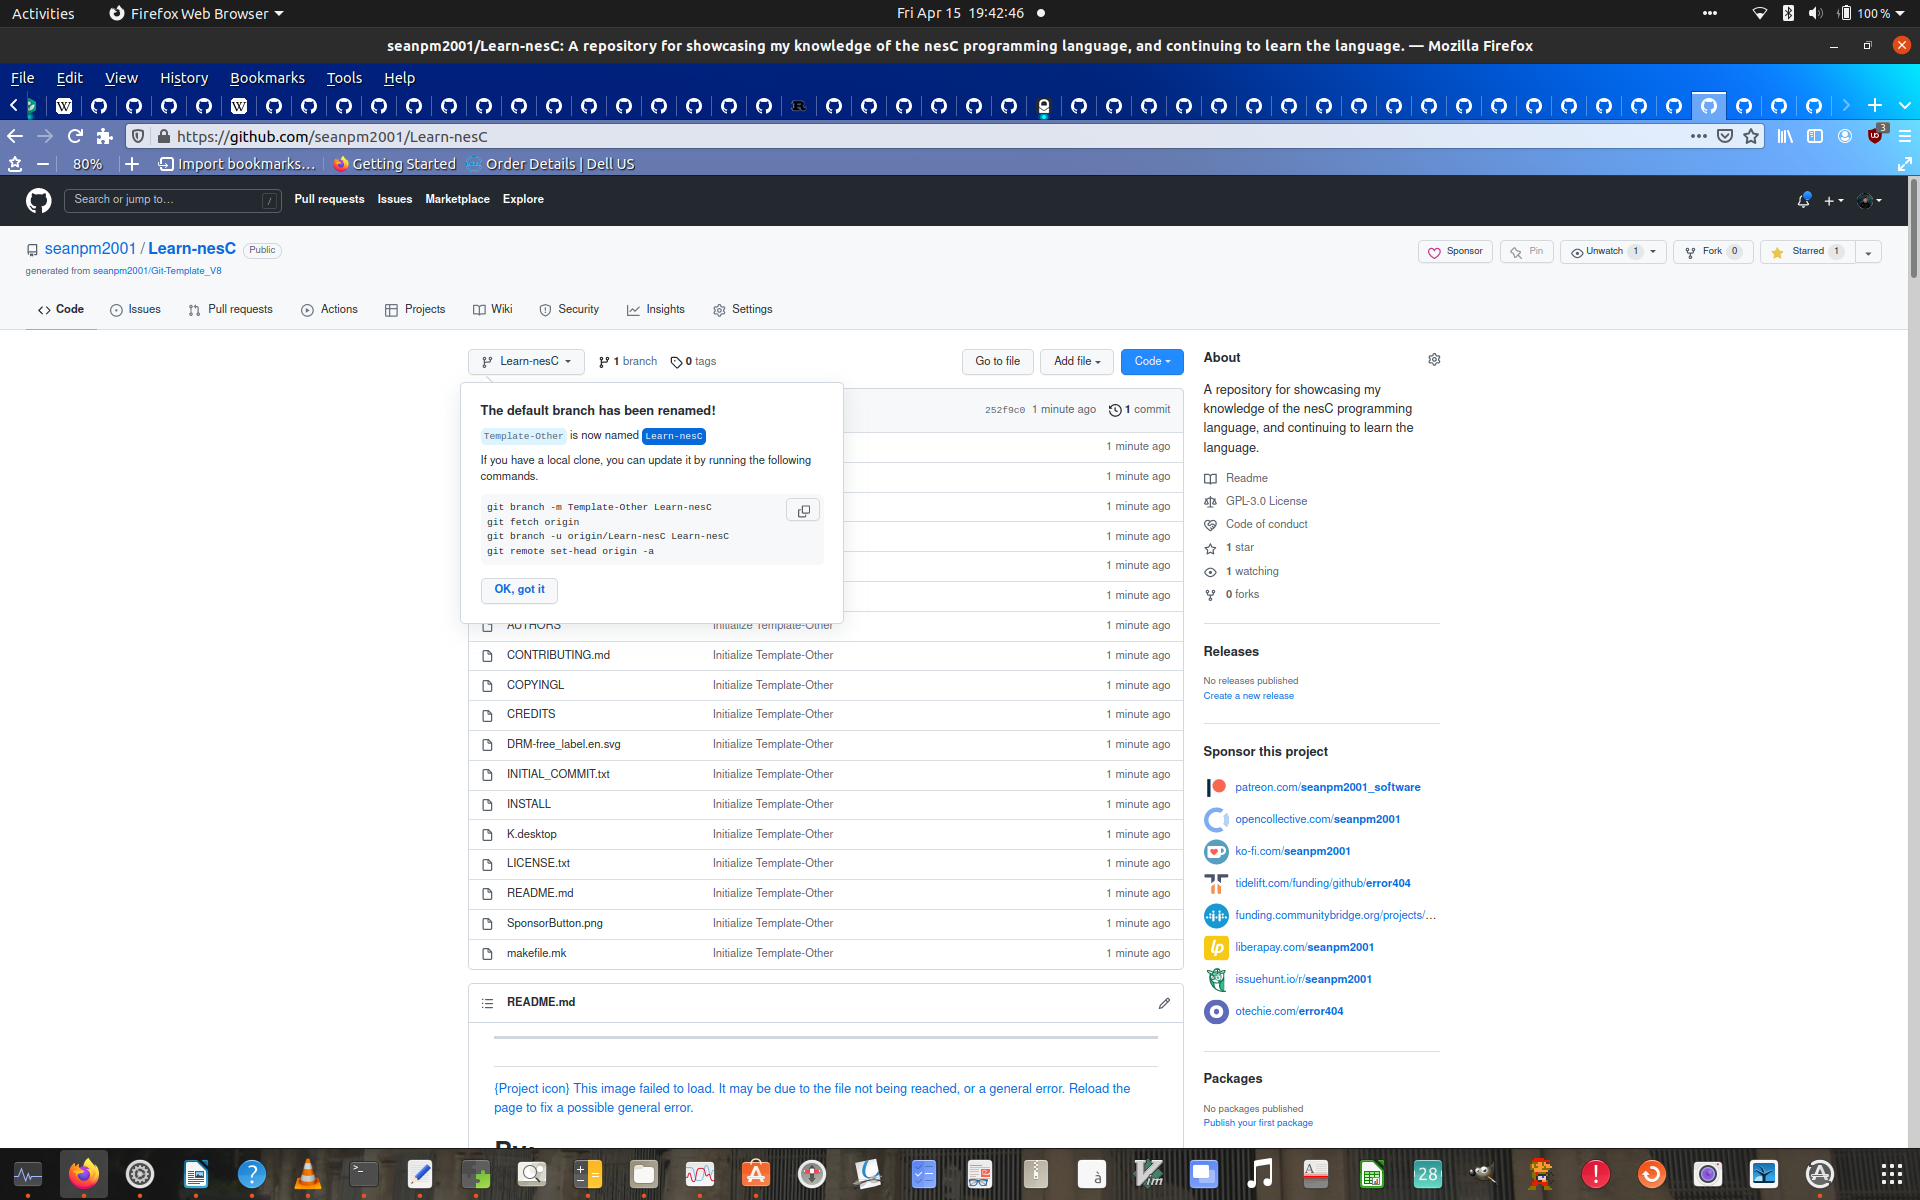 Activities
Firefox Web Browser
Fri Apr 15  19:42:46
100 %
seanpm2001/Learn-nesC: A repository for showcasing my knowledge of the nesC programming language, and continuing to learn the language. — Mozilla Firefox
File Edit View History Bookmarks Tools Help
https://github.com/seanpm2001/Learn-nesC
3
80%
Import bookmarks...
Getting Started
Order Details | Dell US
Search or jump to...
/
Pull requests
Issues
Marketplace
Explore
seanpm2001 / Learn-nesC
Public
generated from seanpm2001/Git-Template_V8
Sponsor
Pin
Unwatch 1
Fork 0
Starred 1
Code
Issues
Pull requests
Actions
Projects
Wiki
Security
Insights
Settings
Learn-nesC
1 branch
0 tags
Go to file
Add file
Code
The default branch has been renamed!
Template-Other is now named Learn-nesC
If you have a local clone, you can update it by running the following
commands.
git branch -m Template-Other Learn-nesC
git fetch origin
git branch -u origin/Learn-nesC Learn-nesC
git remote set-head origin -a
OK, got it
252f9c0 1 minute ago
1 commit
1 minute ago
1 minute ago
1 minute ago
1 minute ago
1 minute ago
1 minute ago
AUTHORS Initialize Template-Other 1 minute ago
CONTRIBUTING.md Initialize Template-Other 1 minute ago
COPYINGL Initialize Template-Other 1 minute ago
CREDITS Initialize Template-Other 1 minute ago
DRM-free_label.en.svg Initialize Template-Other 1 minute ago
INITIAL_COMMIT.txt Initialize Template-Other 1 minute ago
INSTALL Initialize Template-Other 1 minute ago
K.desktop Initialize Template-Other 1 minute ago
LICENSE.txt Initialize Template-Other 1 minute ago
README.md Initialize Template-Other 1 minute ago
SponsorButton.png Initialize Template-Other 1 minute ago
makefile.mk Initialize Template-Other 1 minute ago
README.md
{Project icon} This image failed to load. It may be due to the file not being reached, or a general error. Reload the
page to fix a possible general error.
About
A repository for showcasing my
knowledge of the nesC programming
language, and continuing to learn the
language.
Readme
GPL-3.0 License
Code of conduct
1 star
1 watching
0 forks
Releases
No releases published
Create a new release
Sponsor this project
patreon.com/seanpm2001_software
opencollective.com/seanpm2001
ko-fi.com/seanpm2001
tidelift.com/funding/github/error404
funding.communitybridge.org/projects/...
liberapay.com/seanpm2001
issuehunt.io/r/seanpm2001
otechie.com/error404
Packages
No packages published
Publish your first package
28